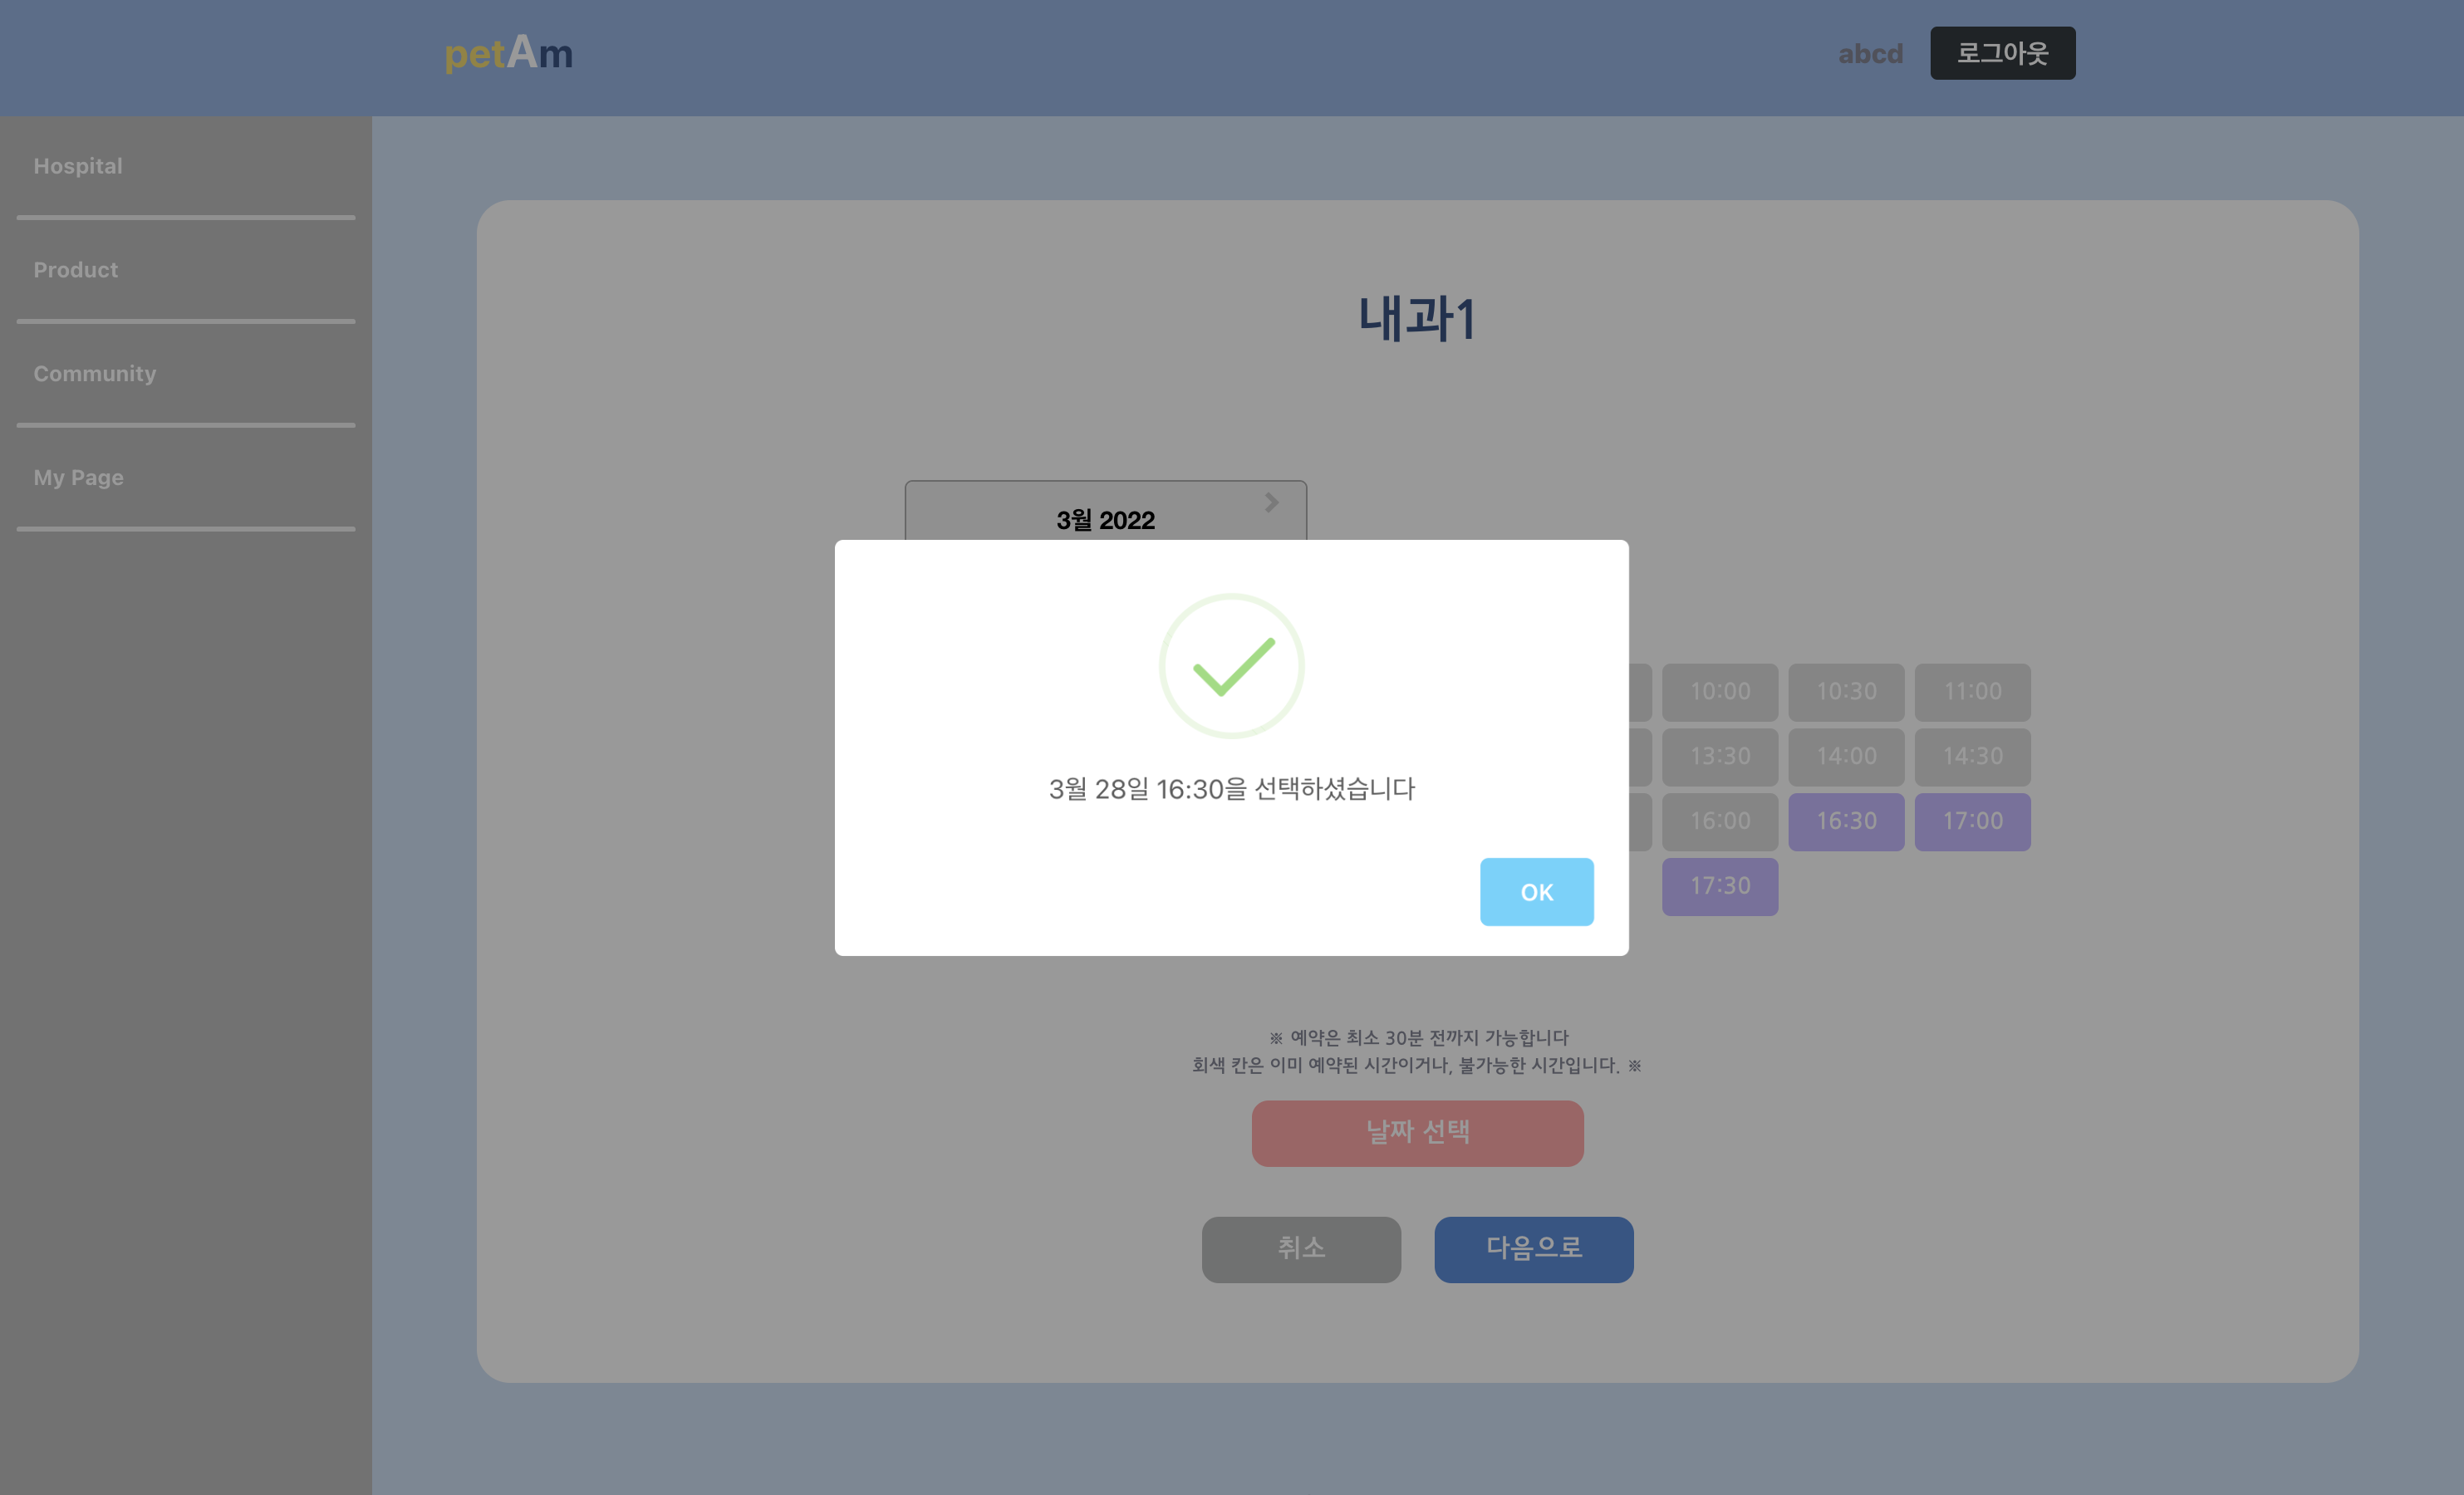 petAm
abcd 로그아웃
Hospital
Product
Community
My Page
내과1
3월 2022
3월 28일 16:30을 선택하셨습니다
OK
10:00 10:30 11:00
13:30 14:00 14:30
16:00 16:30 17:00
17:30
※ 예약은 최소 30분 전까지 가능합니다
회색 칸은 이미 예약된 시간이거나, 불가능한 시간입니다. ※
날짜 선택
취소 다음으로